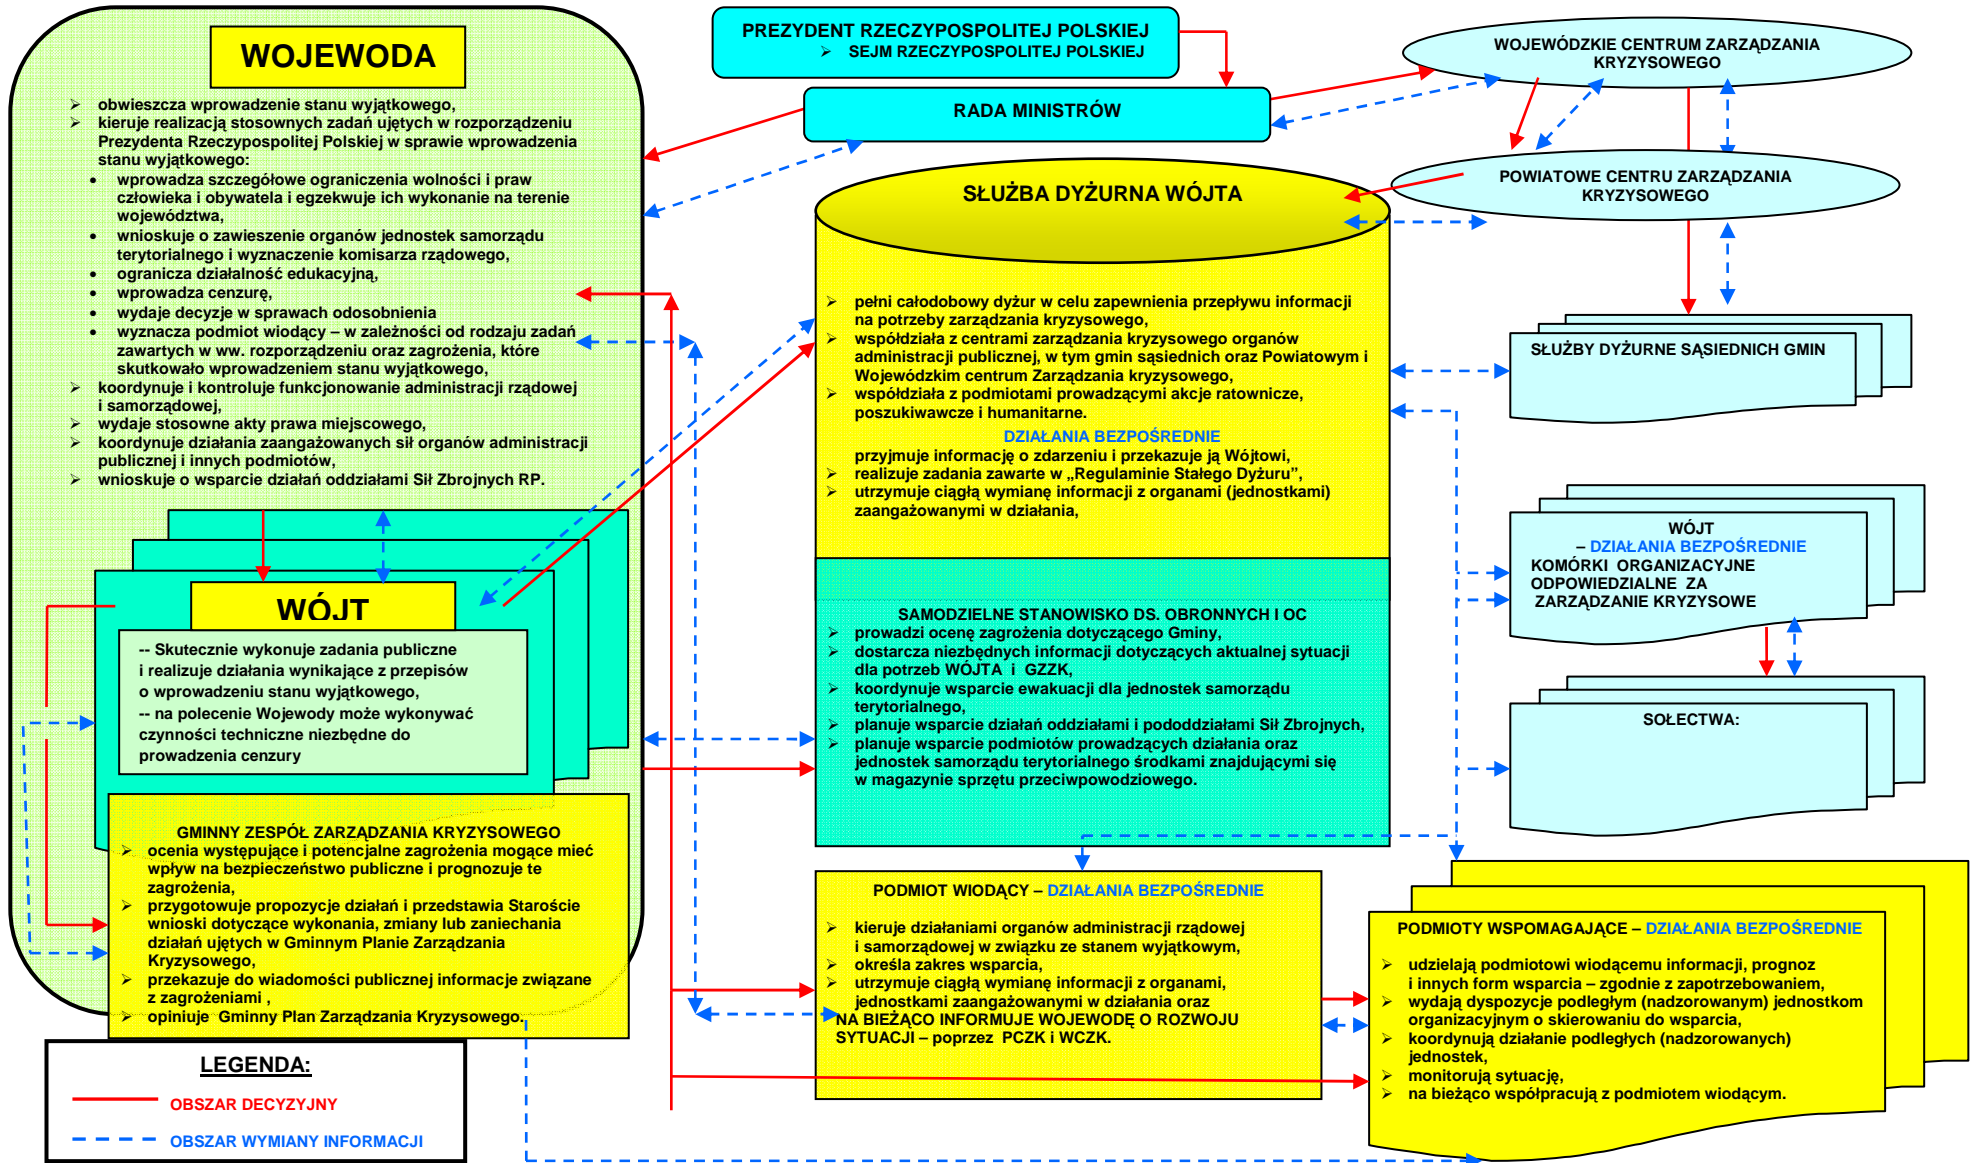 WOJEWODA
obwieszcza wprowadzenie stanu wyjątkowego,
kieruje realizacją stosownych zadań ujętych w rozporządzeniu
Prezydenta Rzeczypospolitej Polskiej w sprawie wprowadzenia
stanu wyjątkowego:
wprowadza szczegółowe ograniczenia wolności i praw
człowieka i obywatela i egzekwuje ich wykonanie na terenie
województwa,
wnioskuje o zawieszenie organów jednostek samorządu
terytorialnego i wyznaczenie komisarza rządowego,
ogranicza działalność edukacyjną,
wprowadza cenzurę,
wydaje decyzje w sprawach odosobnienia
wyznacza podmiot wiodący – w zależności od rodzaju zadań
zawartych w ww. rozporządzeniu oraz zagrożenia, które
skutkowało wprowadzeniem stanu wyjątkowego,
koordynuje i kontroluje funkcjonowanie administracji rządowej
i samorządowej,
wydaje stosowne akty prawa miejscowego,
koordynuje działania zaangażowanych sił organów administracji
publicznej i innych podmiotów,
wnioskuje o wsparcie działań oddziałami Sił Zbrojnych RP.
WÓJT
-- Skutecznie wykonuje zadania publiczne
i realizuje działania wynikające z przepisów
o wprowadzeniu stanu wyjątkowego,
-- na polecenie Wojewody może wykonywać
czynności techniczne niezbędne do
prowadzenia cenzury
GMINNY ZESPÓŁ ZARZĄDZANIA KRYZYSOWEGO
ocenia występujące i potencjalne zagrożenia mogące mieć
wpływ na bezpieczeństwo publiczne i prognozuje te
zagrożenia,
przygotowuje propozycje działań i przedstawia Staroście
wnioski dotyczące wykonania, zmiany lub zaniechania
działań ujętych w Gminnym Planie Zarządzania
Kryzysowego,
przekazuje do wiadomości publicznej informacje związane
z zagrożeniami ,
opiniuje Gminny Plan Zarządzania Kryzysowego.
LEGENDA:
OBSZAR DECYZYJNY
OBSZAR WYMIANY INFORMACJI
PREZYDENT RZECZYPOSPOLITEJ POLSKIEJ
SEJM RZECZYPOSPOLITEJ POLSKIEJ
RADA MINISTRÓW
SŁUŻBA DYŻURNA WÓJTA
pełni całodobowy dyżur w celu zapewnienia przepływu informacji
na potrzeby zarządzania kryzysowego,
współdziała z centrami zarządzania kryzysowego organów
administracji publicznej, w tym gmin sąsiednich oraz Powiatowym i
Wojewódzkim centrum Zarządzania kryzysowego,
współdziała z podmiotami prowadzącymi akcje ratownicze,
poszukiwawcze i humanitarne.
DZIAŁANIA BEZPOŚREDNIE
przyjmuje informację o zdarzeniu i przekazuje ją Wójtowi,
realizuje zadania zawarte w „Regulaminie Stałego Dyżuru”,
utrzymuje ciągłą wymianę informacji z organami (jednostkami)
zaangażowanymi w działania,
SAMODZIELNE STANOWISKO DS. OBRONNYCH I OC
prowadzi ocenę zagrożenia dotyczącego Gminy,
dostarcza niezbędnych informacji dotyczących aktualnej sytuacji
dla potrzeb WÓJTA i GZZK,
koordynuje wsparcie ewakuacji dla jednostek samorządu
terytorialnego,
planuje wsparcie działań oddziałami i pododdziałami Sił Zbrojnych,
planuje wsparcie podmiotów prowadzących działania oraz
jednostek samorządu terytorialnego środkami znajdującymi się
w magazynie sprzętu przeciwpowodziowego.
PODMIOT WIODĄCY – DZIAŁANIA BEZPOŚREDNIE
kieruje działaniami organów administracji rządowej
i samorządowej w związku ze stanem wyjątkowym,
określa zakres wsparcia,
utrzymuje ciągłą wymianę informacji z organami,
jednostkami zaangażowanymi w działania oraz
NA BIEŻĄCO INFORMUJE WOJEWODĘ O ROZWOJU
SYTUACJI – poprzez PCZK i WCZK.
WOJEWÓDZKIE CENTRUM ZARZĄDZANIA
KRYZYSOWEGO
POWIATOWE CENTRU ZARZĄDZANIA
KRYZYSOWEGO
SŁUŻBY DYŻURNE SĄSIEDNICH GMIN
WÓJT
– DZIAŁANIA BEZPOŚREDNIE
KOMÓRKI ORGANIZACYJNE
ODPOWIEDZIALNE ZA
ZARZĄDZANIE KRYZYSOWE
SOŁECTWA:
PODMIOTY WSPOMAGAJĄCE – DZIAŁANIA BEZPOŚREDNIE
udzielają podmiotowi wiodącemu informacji, prognoz
i innych form wsparcia – zgodnie z zapotrzebowaniem,
wydają dyspozycje podległym (nadzorowanym) jednostkom
organizacyjnym o skierowaniu do wsparcia,
koordynują działanie podległych (nadzorowanych)
jednostek,
monitorują sytuację,
na bieżąco współpracują z podmiotem wiodącym.